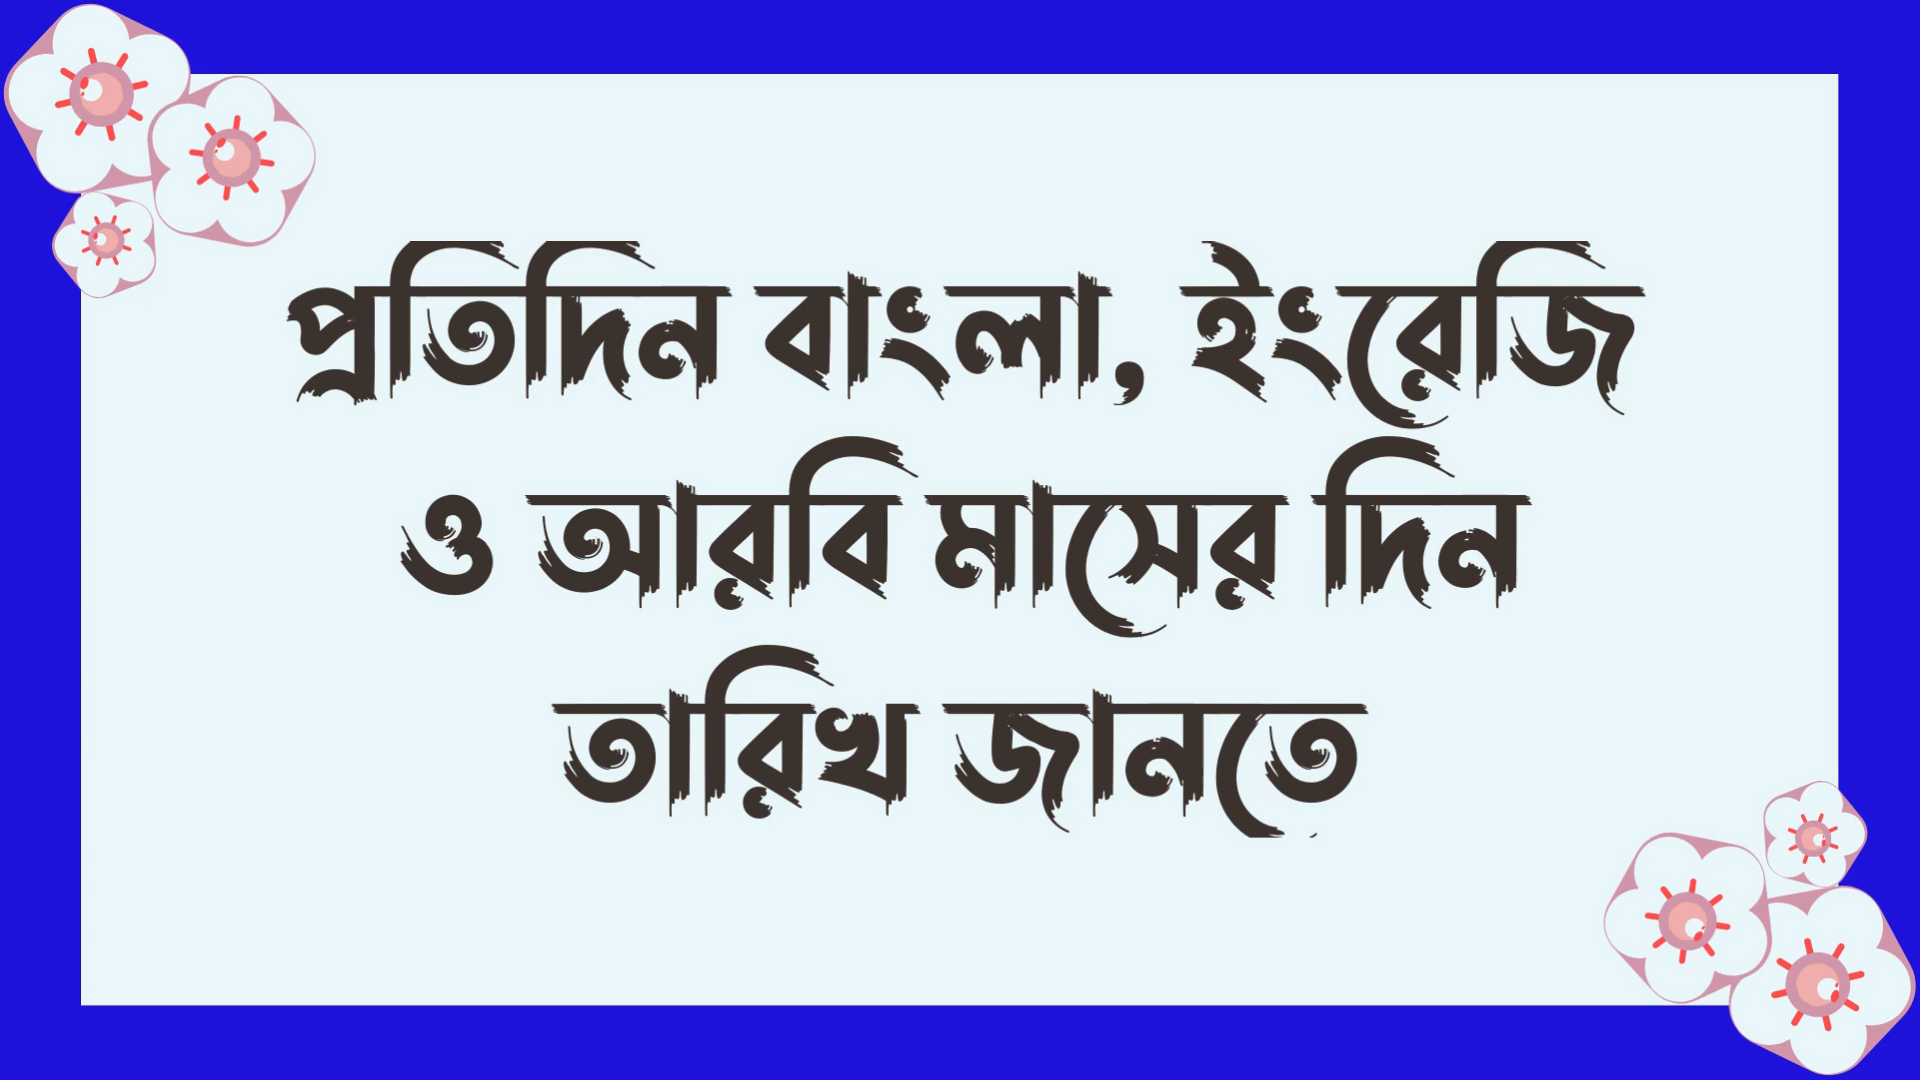 প্রতিদিন বাংলা, ইংরেজি
ও আরবি মাসের দিন
তারিখ জানতে